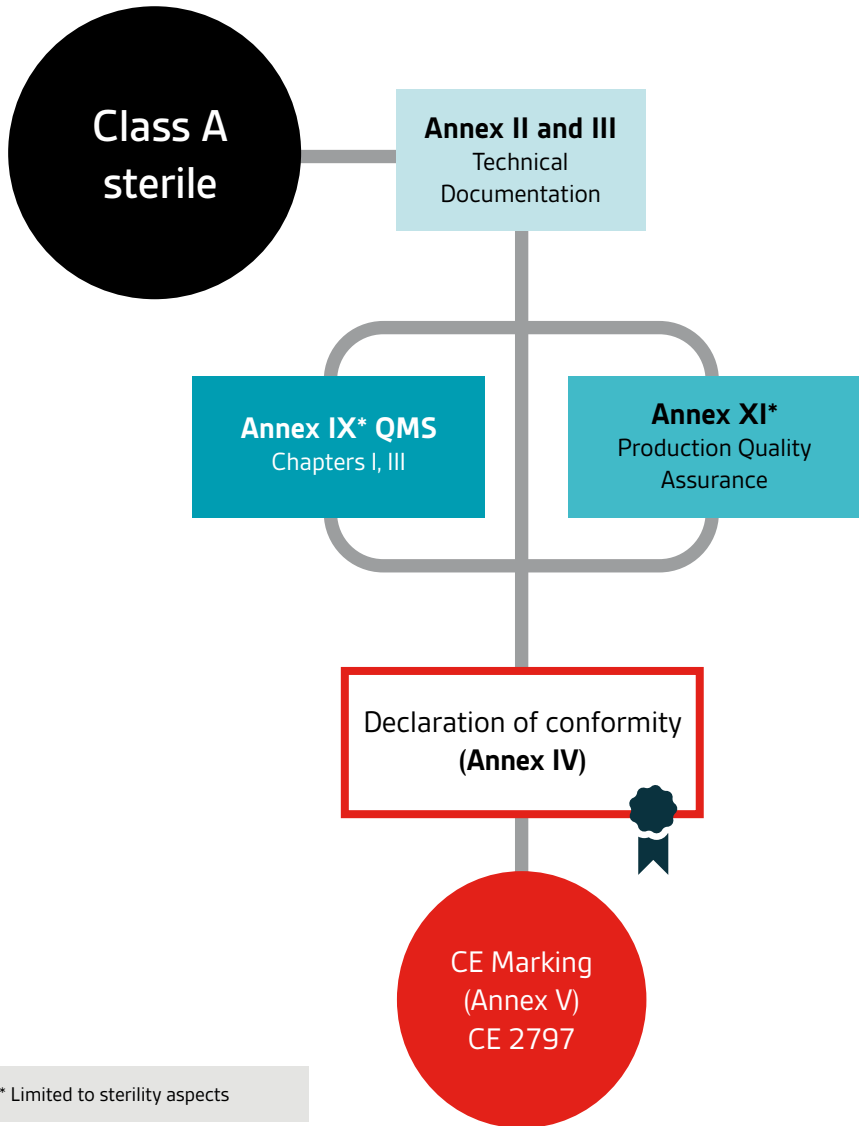 Class A
sterile
Annex II and III
Technical
Documentation
Annex IX* QMS
Chapters I, III
Annex XI*
Production Quality
Assurance
Declaration of conformity
(Annex IV)
CE Marking
(Annex V)
CE 2797
* Limited to sterility aspects